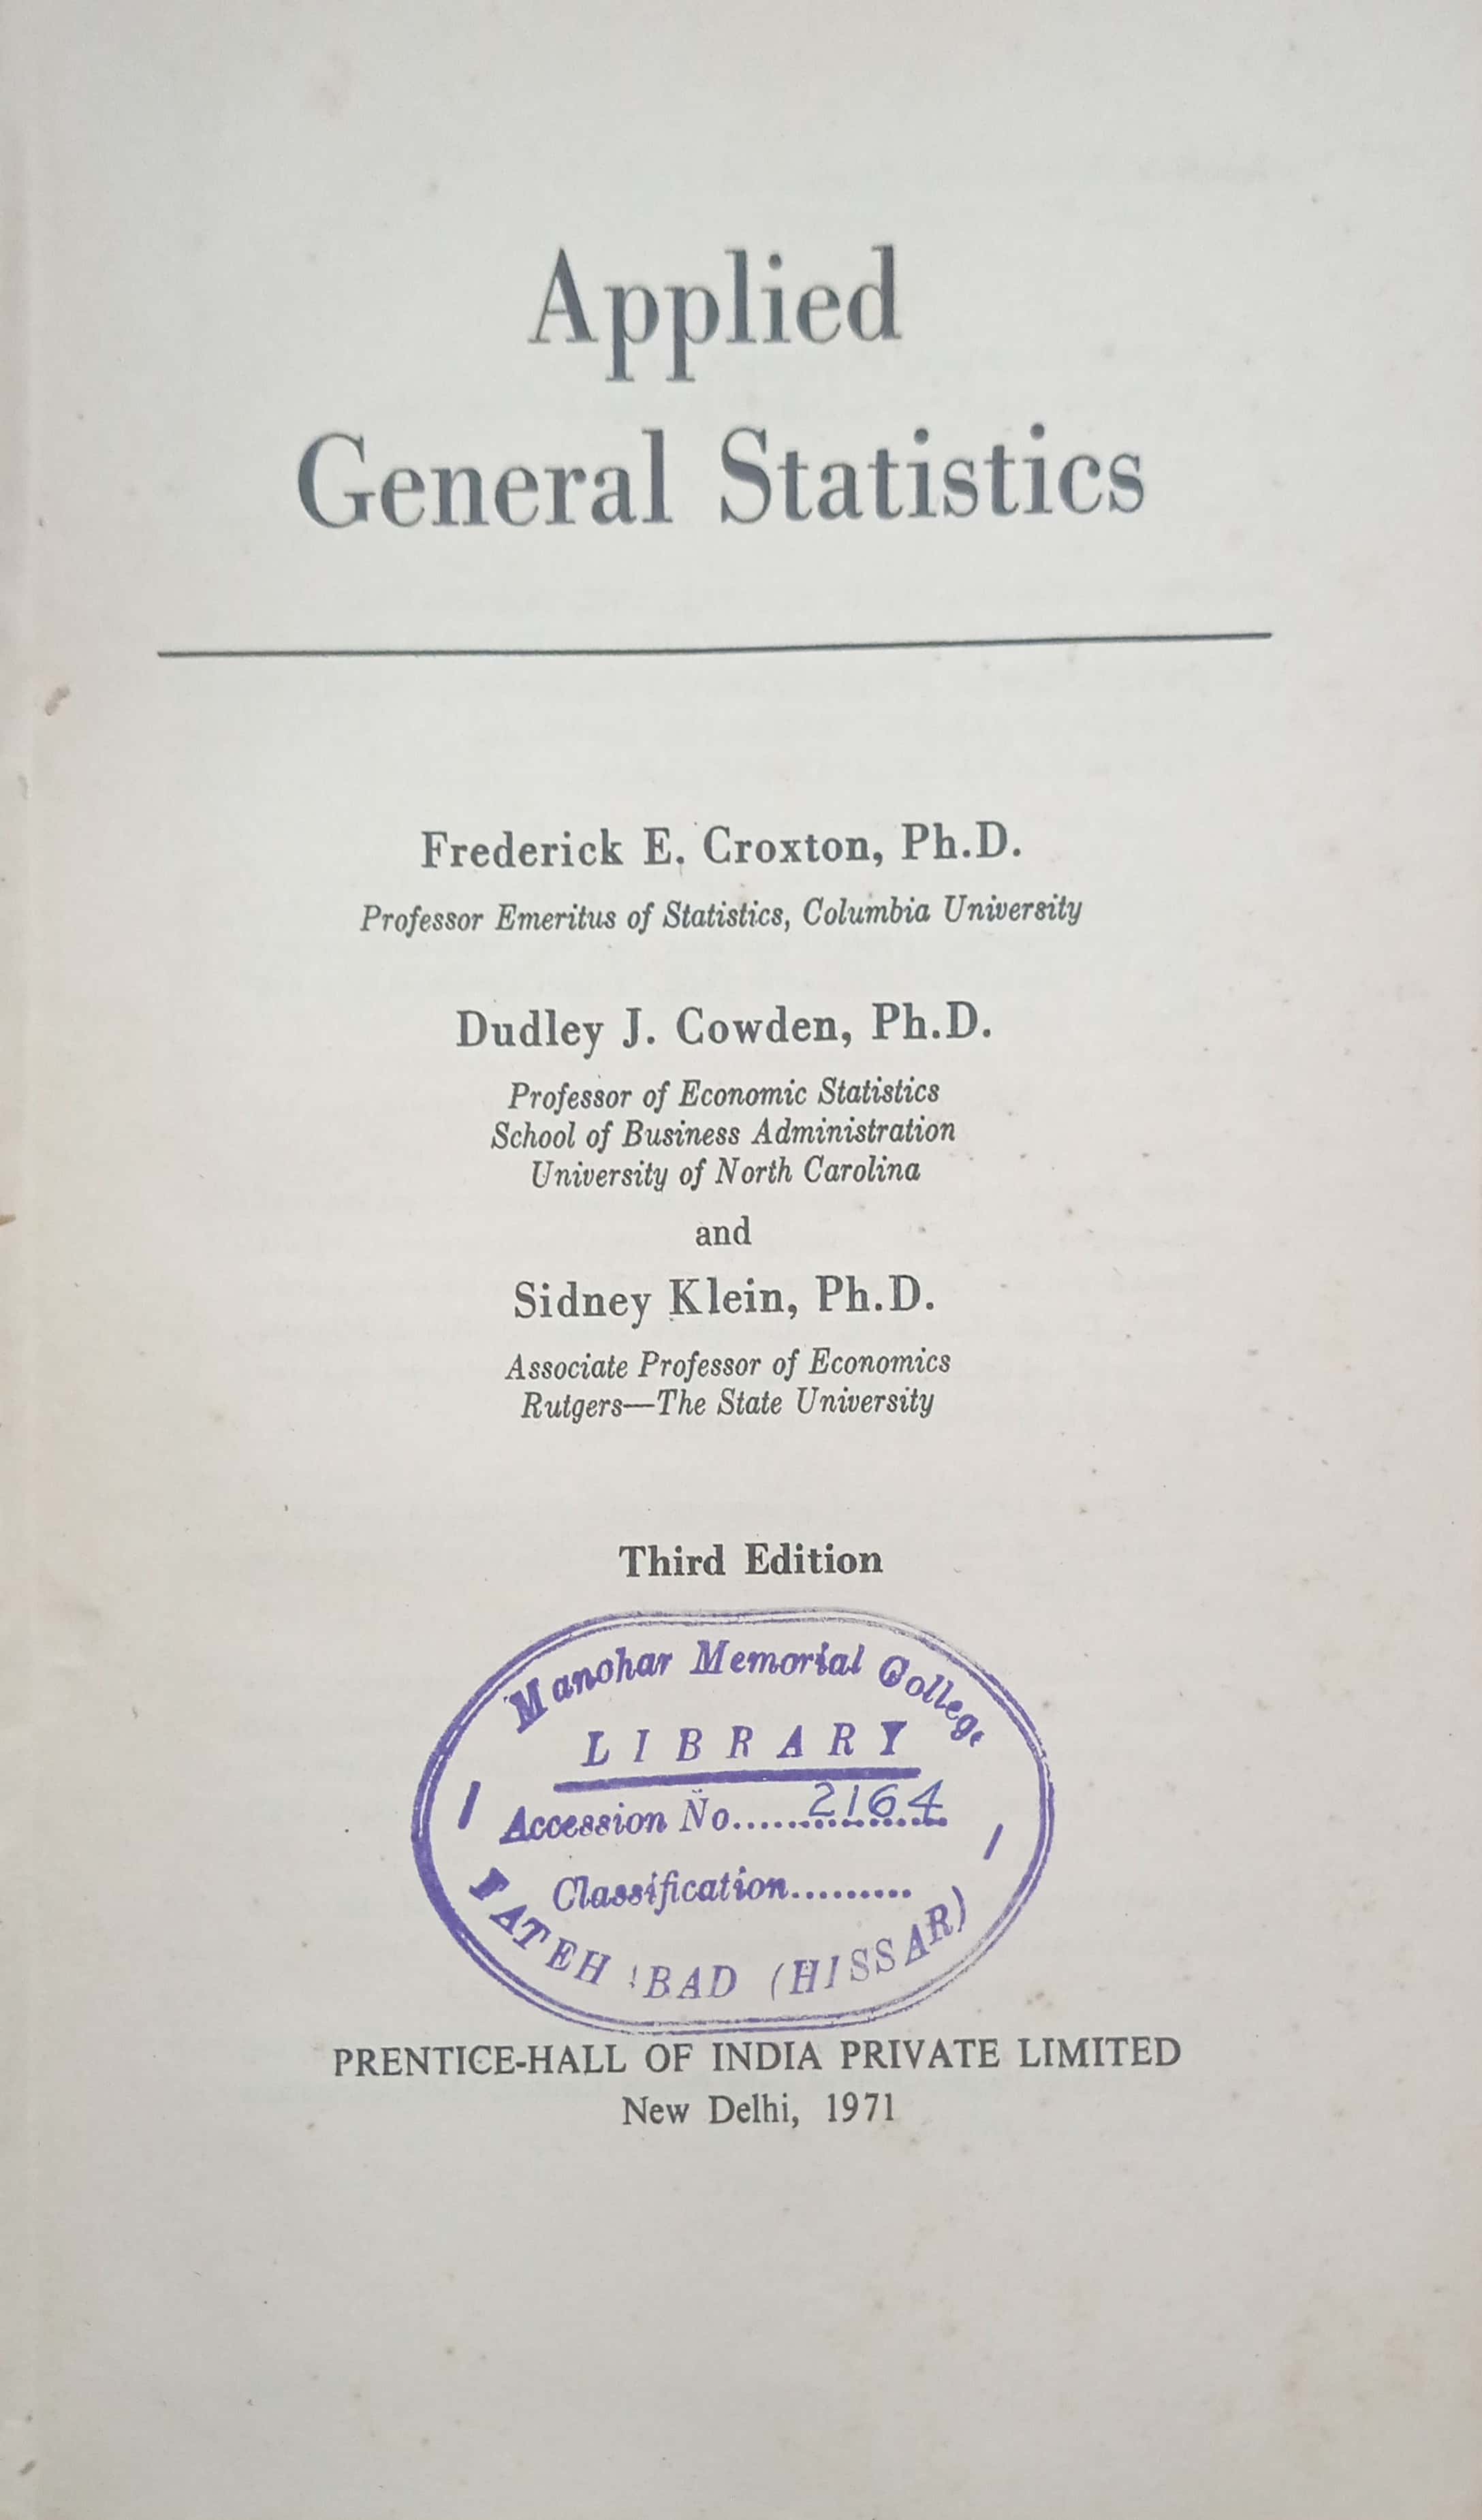 Applied
General Statistics
Frederick E. Croxton, Ph.D.
Professor Emeritus of Statistics, Columbia University
Dudley J. Cowden, Ph.D.
Professor of Economic Statistics
School of Business Administration
University of North Carolina
and
Sidney Klein, Ph.D.
Associate Professor of Economics
Rutgers—The State University
Third Edition
Manohar Memorial College
LIBRARY
Accession No.....2164
Classification..........
FATEHABAD (HISSAR)
PRENTICE-HALL OF INDIA PRIVATE LIMITED
New Delhi, 1971